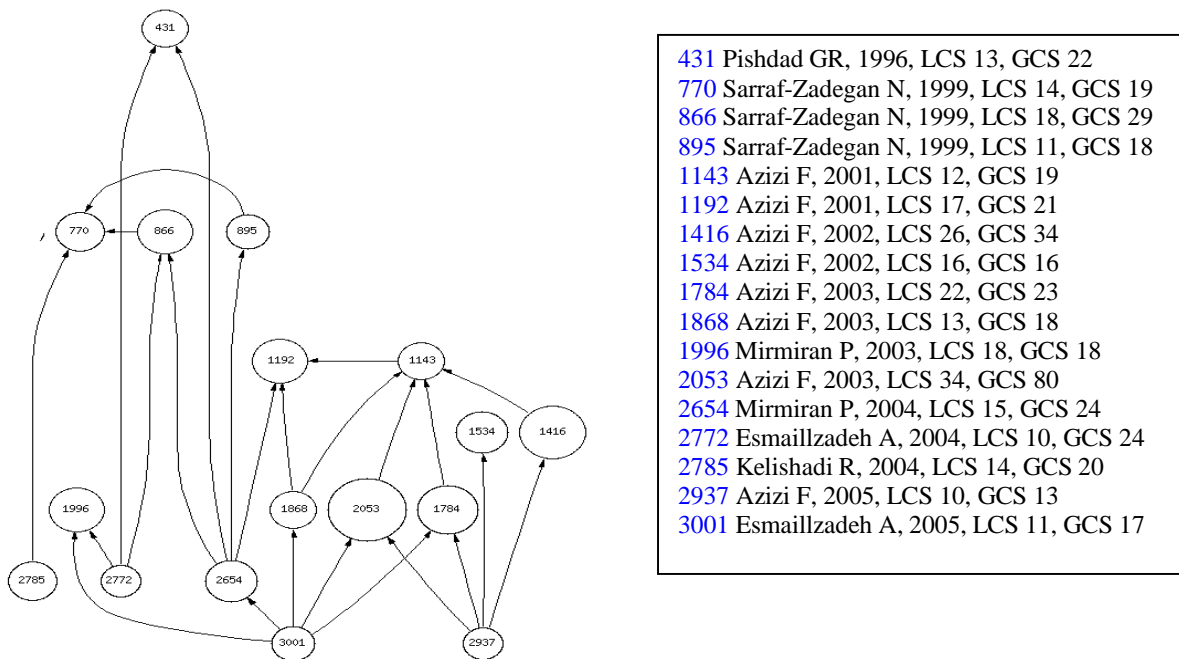 431
770
866
895
1192
1143
1534
1416
1996
1868
2053
1784
2785
2772
2654
3001
2937
431 Pishdad GR, 1996, LCS 13, GCS 22
770 Sarraf-Zadegan N, 1999, LCS 14, GCS 19
866 Sarraf-Zadegan N, 1999, LCS 18, GCS 29
895 Sarraf-Zadegan N, 1999, LCS 11, GCS 18
1143 Azizi F, 2001, LCS 12, GCS 19
1192 Azizi F, 2001, LCS 17, GCS 21
1416 Azizi F, 2002, LCS 26, GCS 34
1534 Azizi F, 2002, LCS 16, GCS 16
1784 Azizi F, 2003, LCS 22, GCS 23
1868 Azizi F, 2003, LCS 13, GCS 18
1996 Mirmiran P, 2003, LCS 18, GCS 18
2053 Azizi F, 2003, LCS 34, GCS 80
2654 Mirmiran P, 2004, LCS 15, GCS 24
2772 Esmaillzadeh A, 2004, LCS 10, GCS 24
2785 Kelishadi R, 2004, LCS 14, GCS 20
2937 Azizi F, 2005, LCS 10, GCS 13
3001 Esmaillzadeh A, 2005, LCS 11, GCS 17